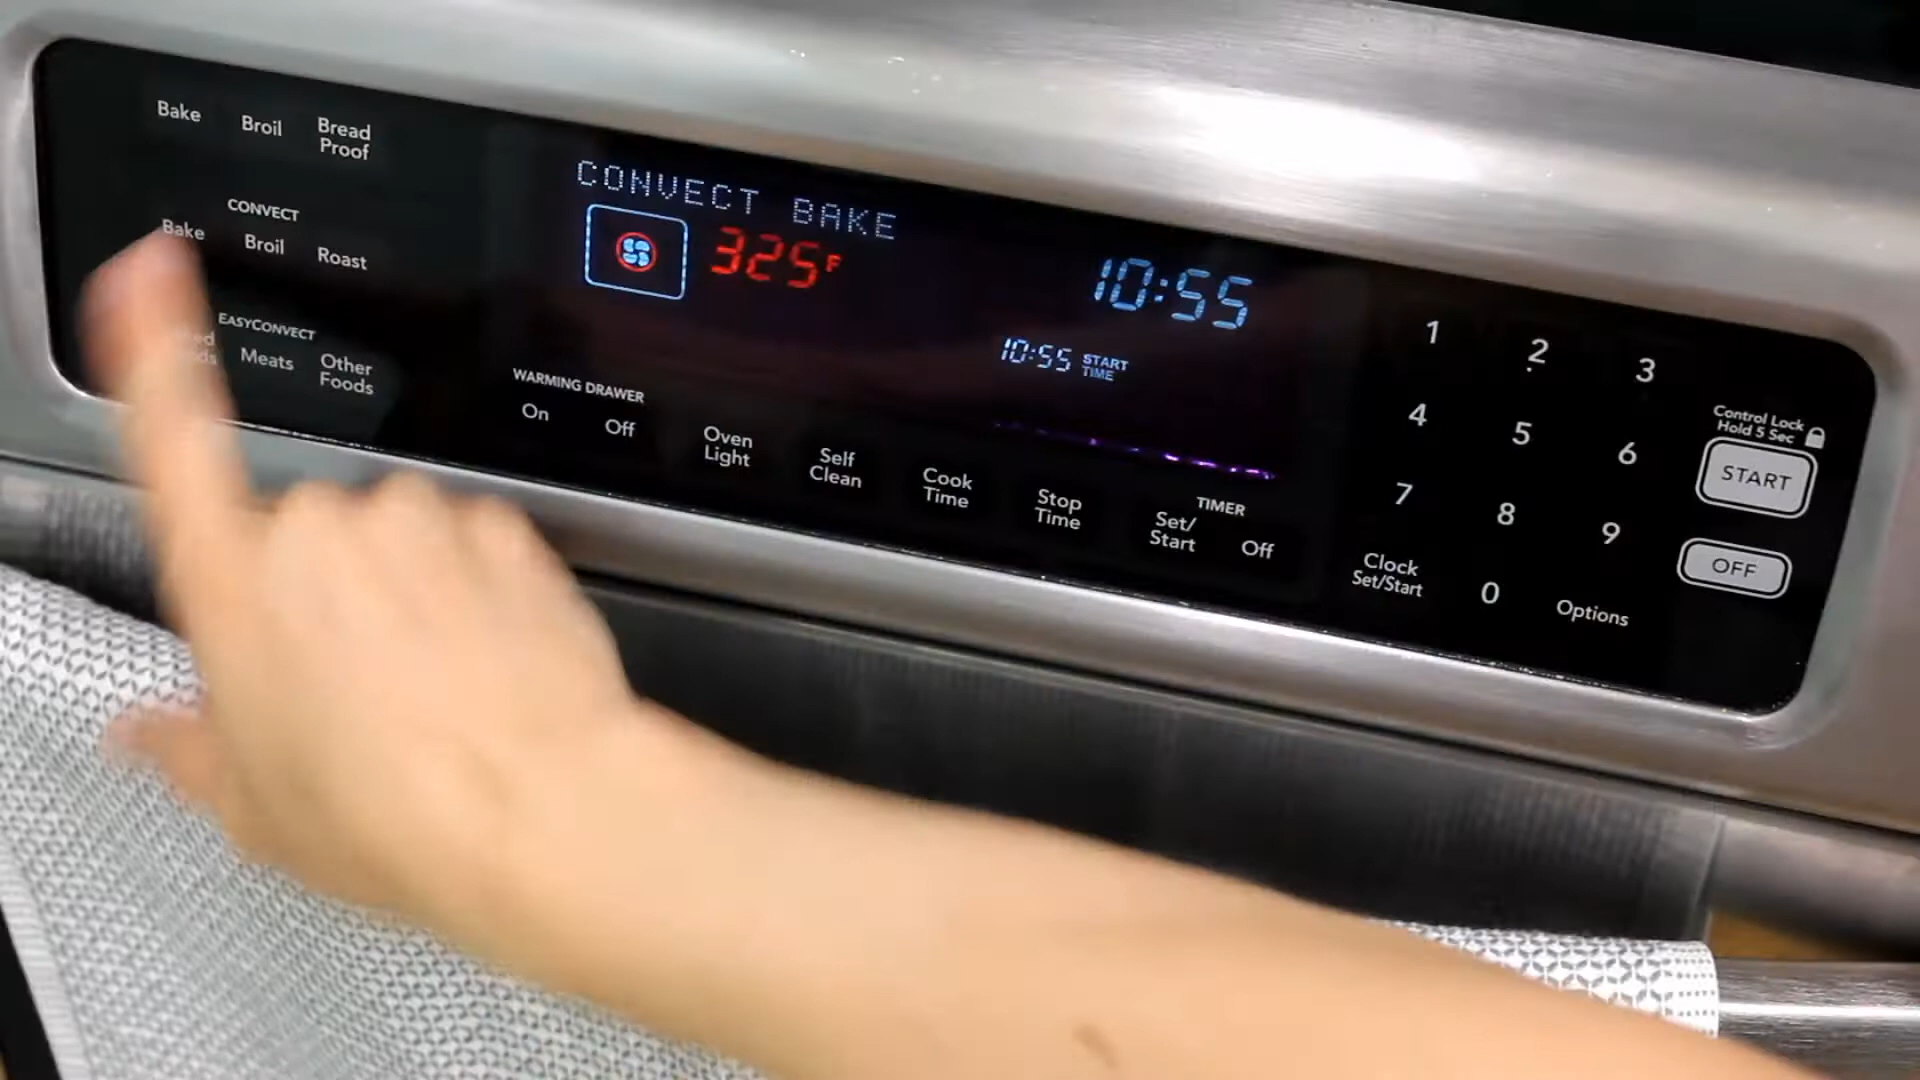 Bake
Broil
Bread
Proof
CONVECT
Bake
Broil
Roast
EASYCONVECT
Meats
Other
Foods
CONVECT BAKE
325°F
10:55
10:55 START
TIME
WARMING DRAWER
On
Off
Oven
Light
Self
Clean
Cook
Time
Stop
Time
TIMER
Set/
Start
Off
1
2
3
4
5
6
7
8
9
Clock
Set/Start
0
Options
Control Lock
Hold 5 Sec
START
OFF